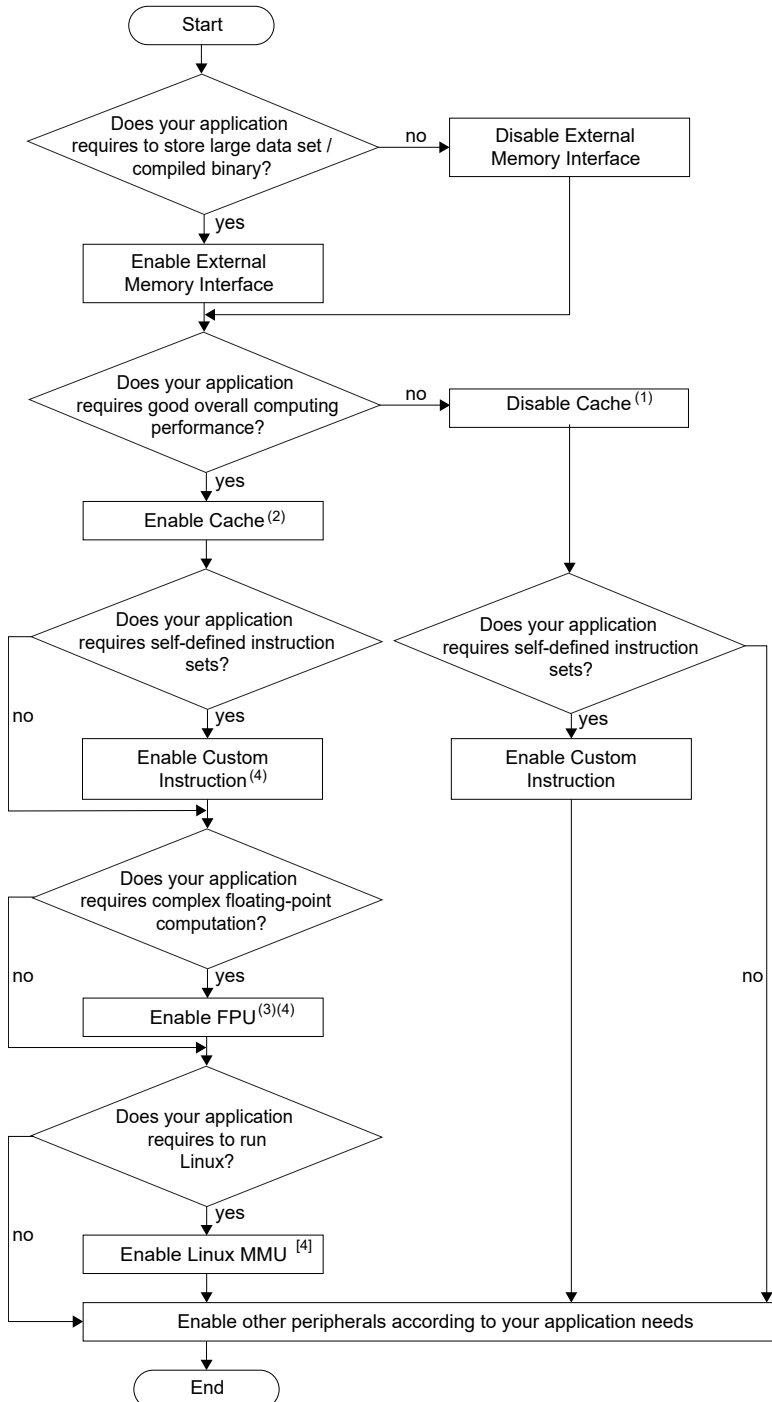 Start
Does your application
requires to store large data set /
compiled binary?
no
Disable External
Memory Interface
yes
Enable External
Memory Interface
Does your application
requires good overall computing
performance?
no
Disable Cache (1)
yes
Enable Cache (2)
Does your application
requires self-defined instruction
sets?
Does your application
requires self-defined instruction
sets?
no
yes
yes
Enable Custom
Instruction (4)
Enable Custom
Instruction
Does your application
requires complex floating-point
computation?
no
yes
no
Enable FPU (3)(4)
Does your application
requires to run
Linux?
no
yes
Enable Linux MMU [4]
Enable other peripherals according to your application needs
End